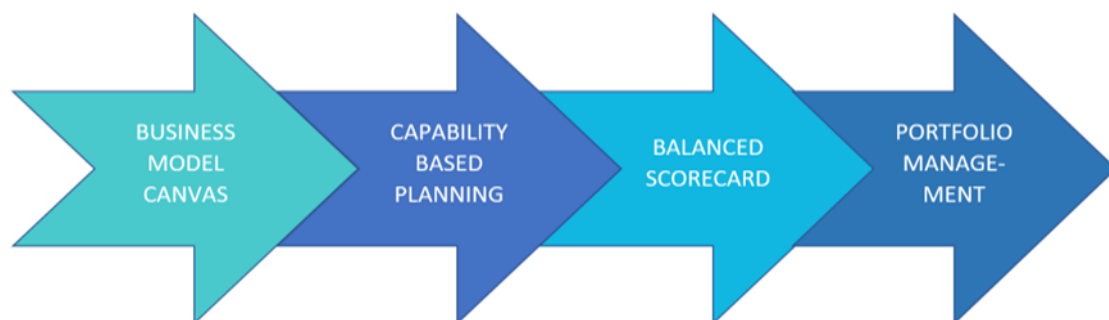 BUSINESS
MODEL
CANVAS
CAPABILITY
BASED
PLANNING
BALANCED
SCORECARD
PORTFOLIO
MANAGE-
MENT